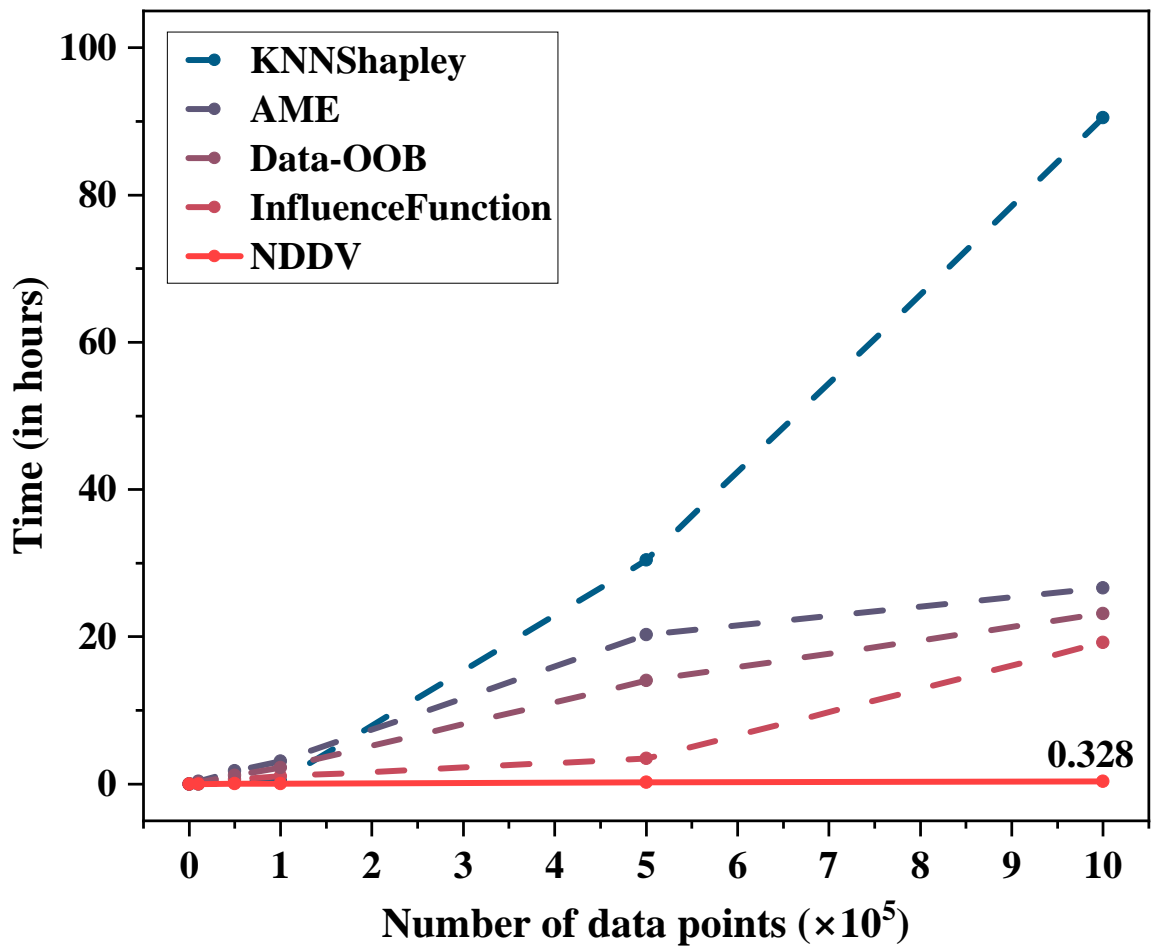 100
80
60
40
20
0
Time (in hours)
KNNShapley
AME
Data-OOB
InfluenceFunction
NDDV
0.328
0 1 2 3 4 5 6 7 8 9 10
Number of data points (×10⁵)